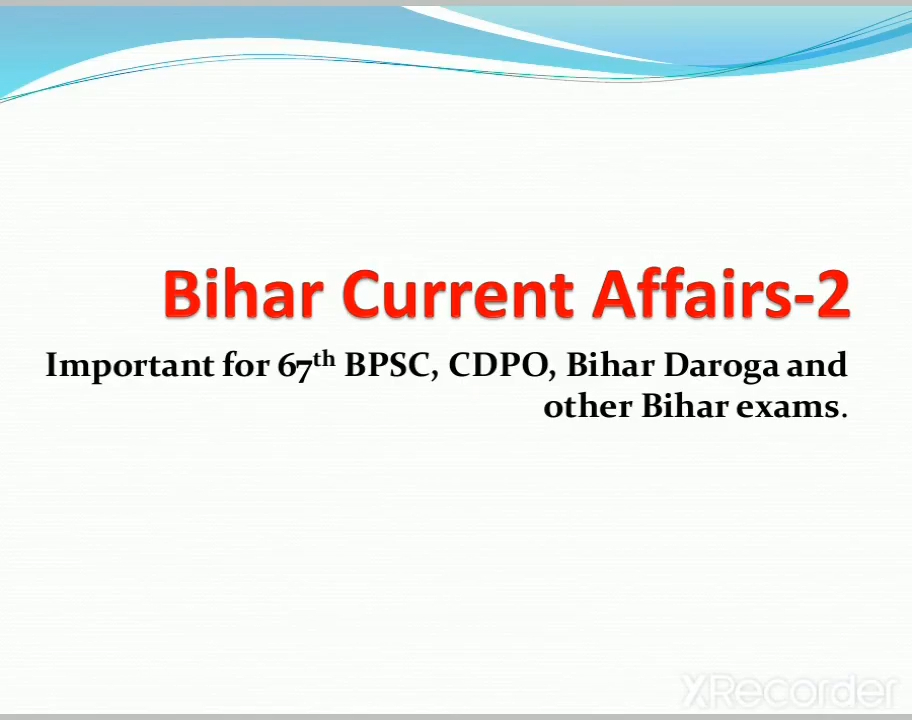 Bihar Current Affairs-2
Important for 67th BPSC, CDPO, Bihar Daroga and
other Bihar exams.
XRecorder